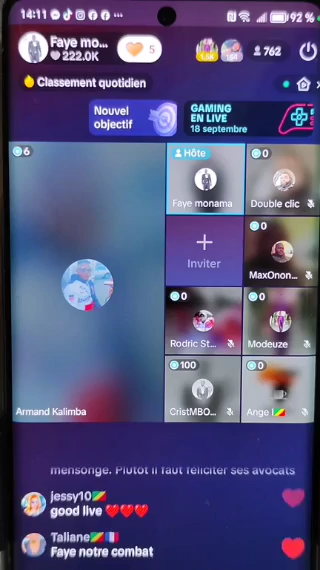 14:11
92%
Faye mo...
222.0K
5
762
Classement quotidien
Nouvel
objectif
GAMING
EN LIVE
18 septembre
6
Hôte
Faye monama
0
Double clic
Inviter
0
MaxOnon...
0
Rodric St...
0
Modeuze
100
CristMBO...
0
Ange
Armand Kalimba
mensonge. Plutôt il faut féliciter ses avocats
jessy10
good live
Taliane
Faye notre combat